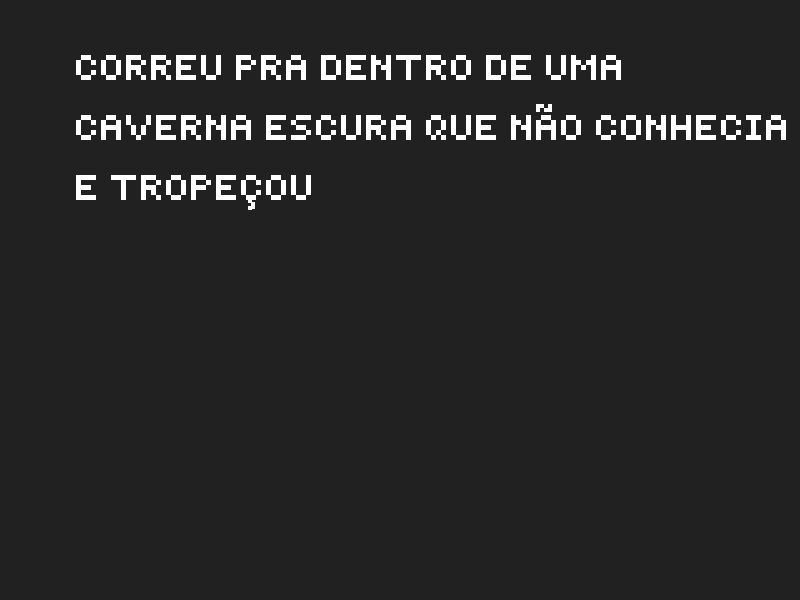 CORREU PRA DENTRO DE UMA
CAVERNA ESCURA QUE NÃO CONHECIA
E TROPEÇOU